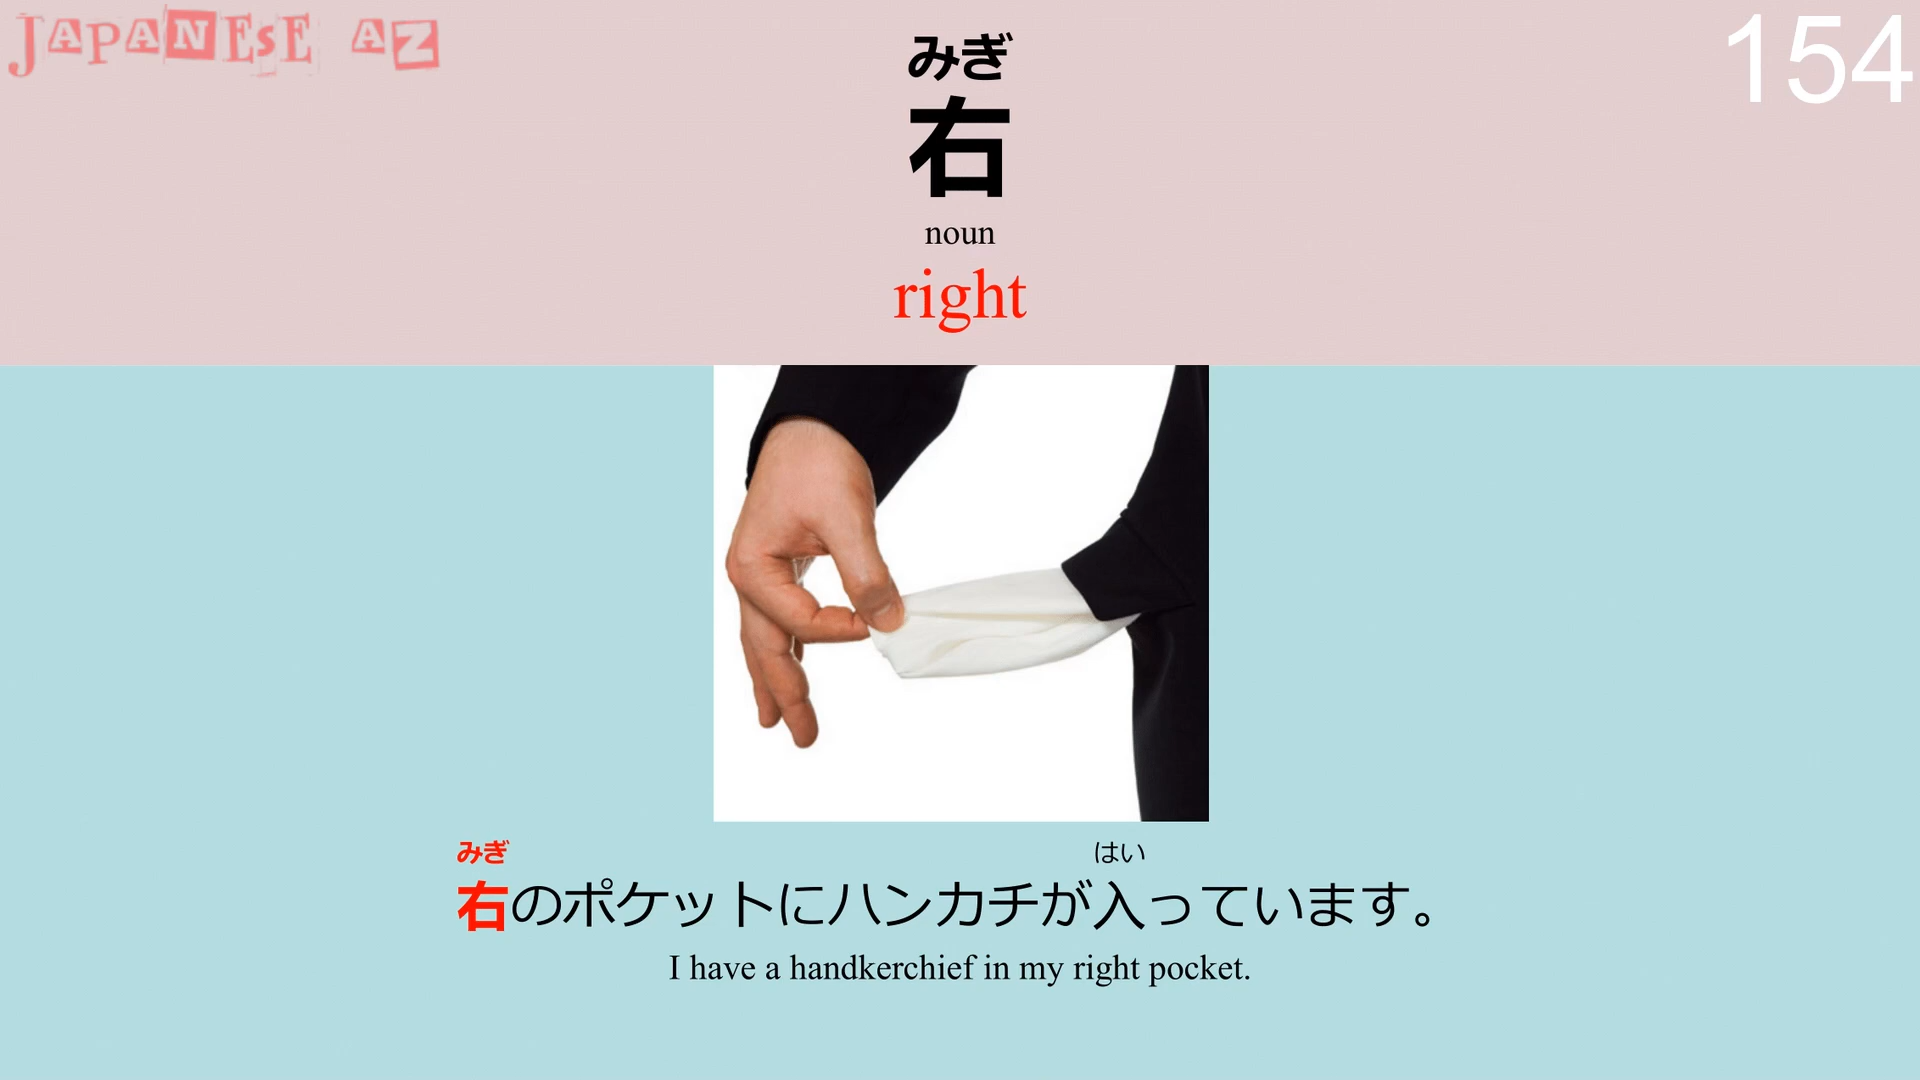 JAPANESE AZ
154
みぎ
右
noun
right
みぎ はい
右のポケットにハンカチが入っています。
I have a handkerchief in my right pocket.